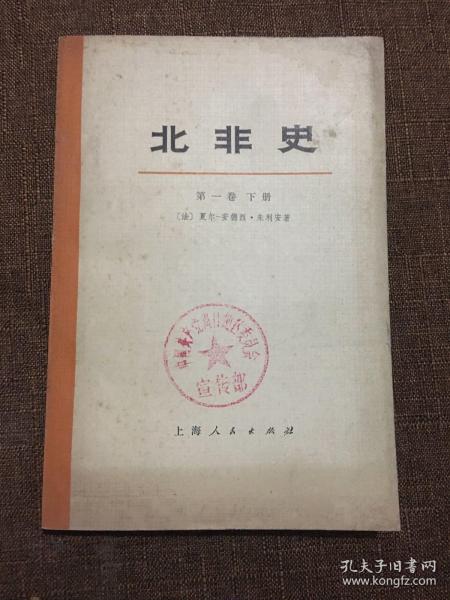 北非史
第一卷 下册
〔法〕夏尔-安德烈·朱利安著
宣传部
上海人民出版社
孔夫子旧书网
www.kongfz.com